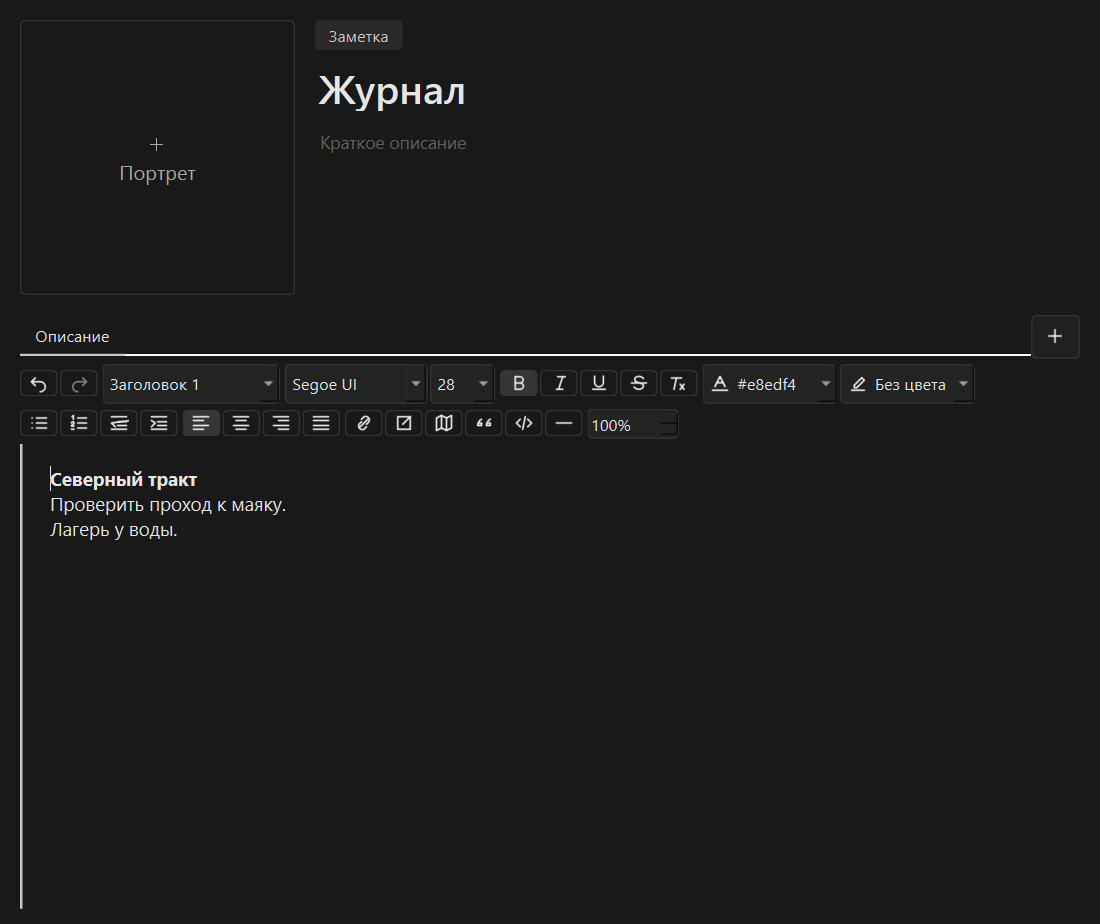 Заметка
Журнал
Краткое описание
+
Портрет
Описание
+
Заголовок 1
Segoe UI
28
B
I
U
S
Tx
A
#e8edf4
Без цвета
100%
Северный тракт
Проверить проход к маяку.
Лагерь у воды.